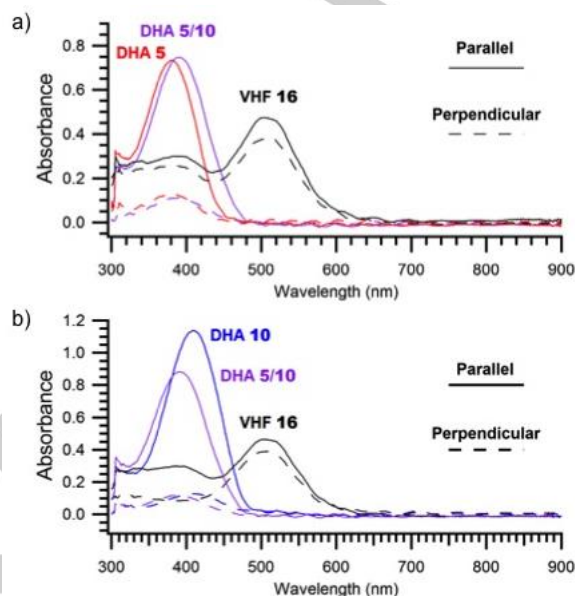 a)
DHA 5/10
DHA 5
VHF 16
Parallel
Perpendicular
0.8
0.6
0.4
0.2
0.0
Absorbance
300 400 500 600 700 800 900
Wavelength (nm)
b)
DHA 10
DHA 5/10
VHF 16
Parallel
Perpendicular
1.2
1.0
0.8
0.6
0.4
0.2
0.0
Absorbance
300 400 500 600 700 800 900
Wavelength (nm)